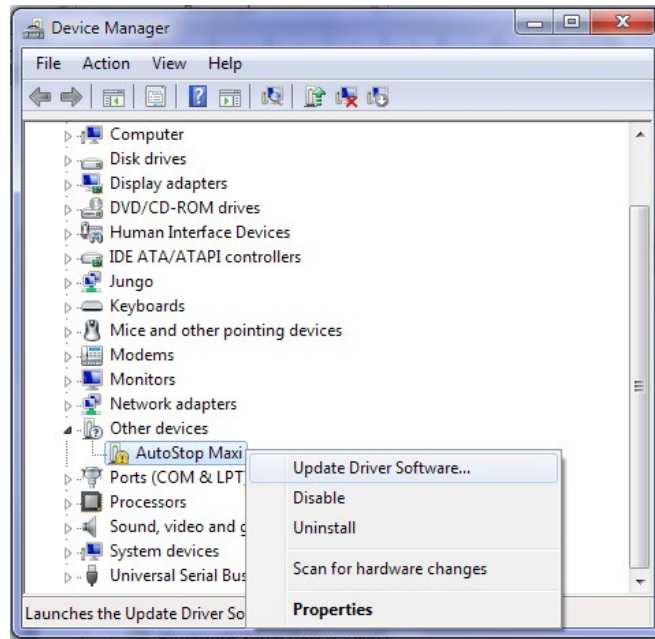 Device Manager
File Action View Help
Computer
Disk drives
Display adapters
DVD/CD-ROM drives
Human Interface Devices
IDE ATA/ATAPI controllers
Jungo
Keyboards
Mice and other pointing devices
Modems
Monitors
Network adapters
Other devices
AutoStop Maxi
Update Driver Software...
Ports (COM & LPT)
Disable
Processors
Uninstall
Sound, video and g
System devices
Scan for hardware changes
Universal Serial Bus
Properties
Launches the Update Driver So